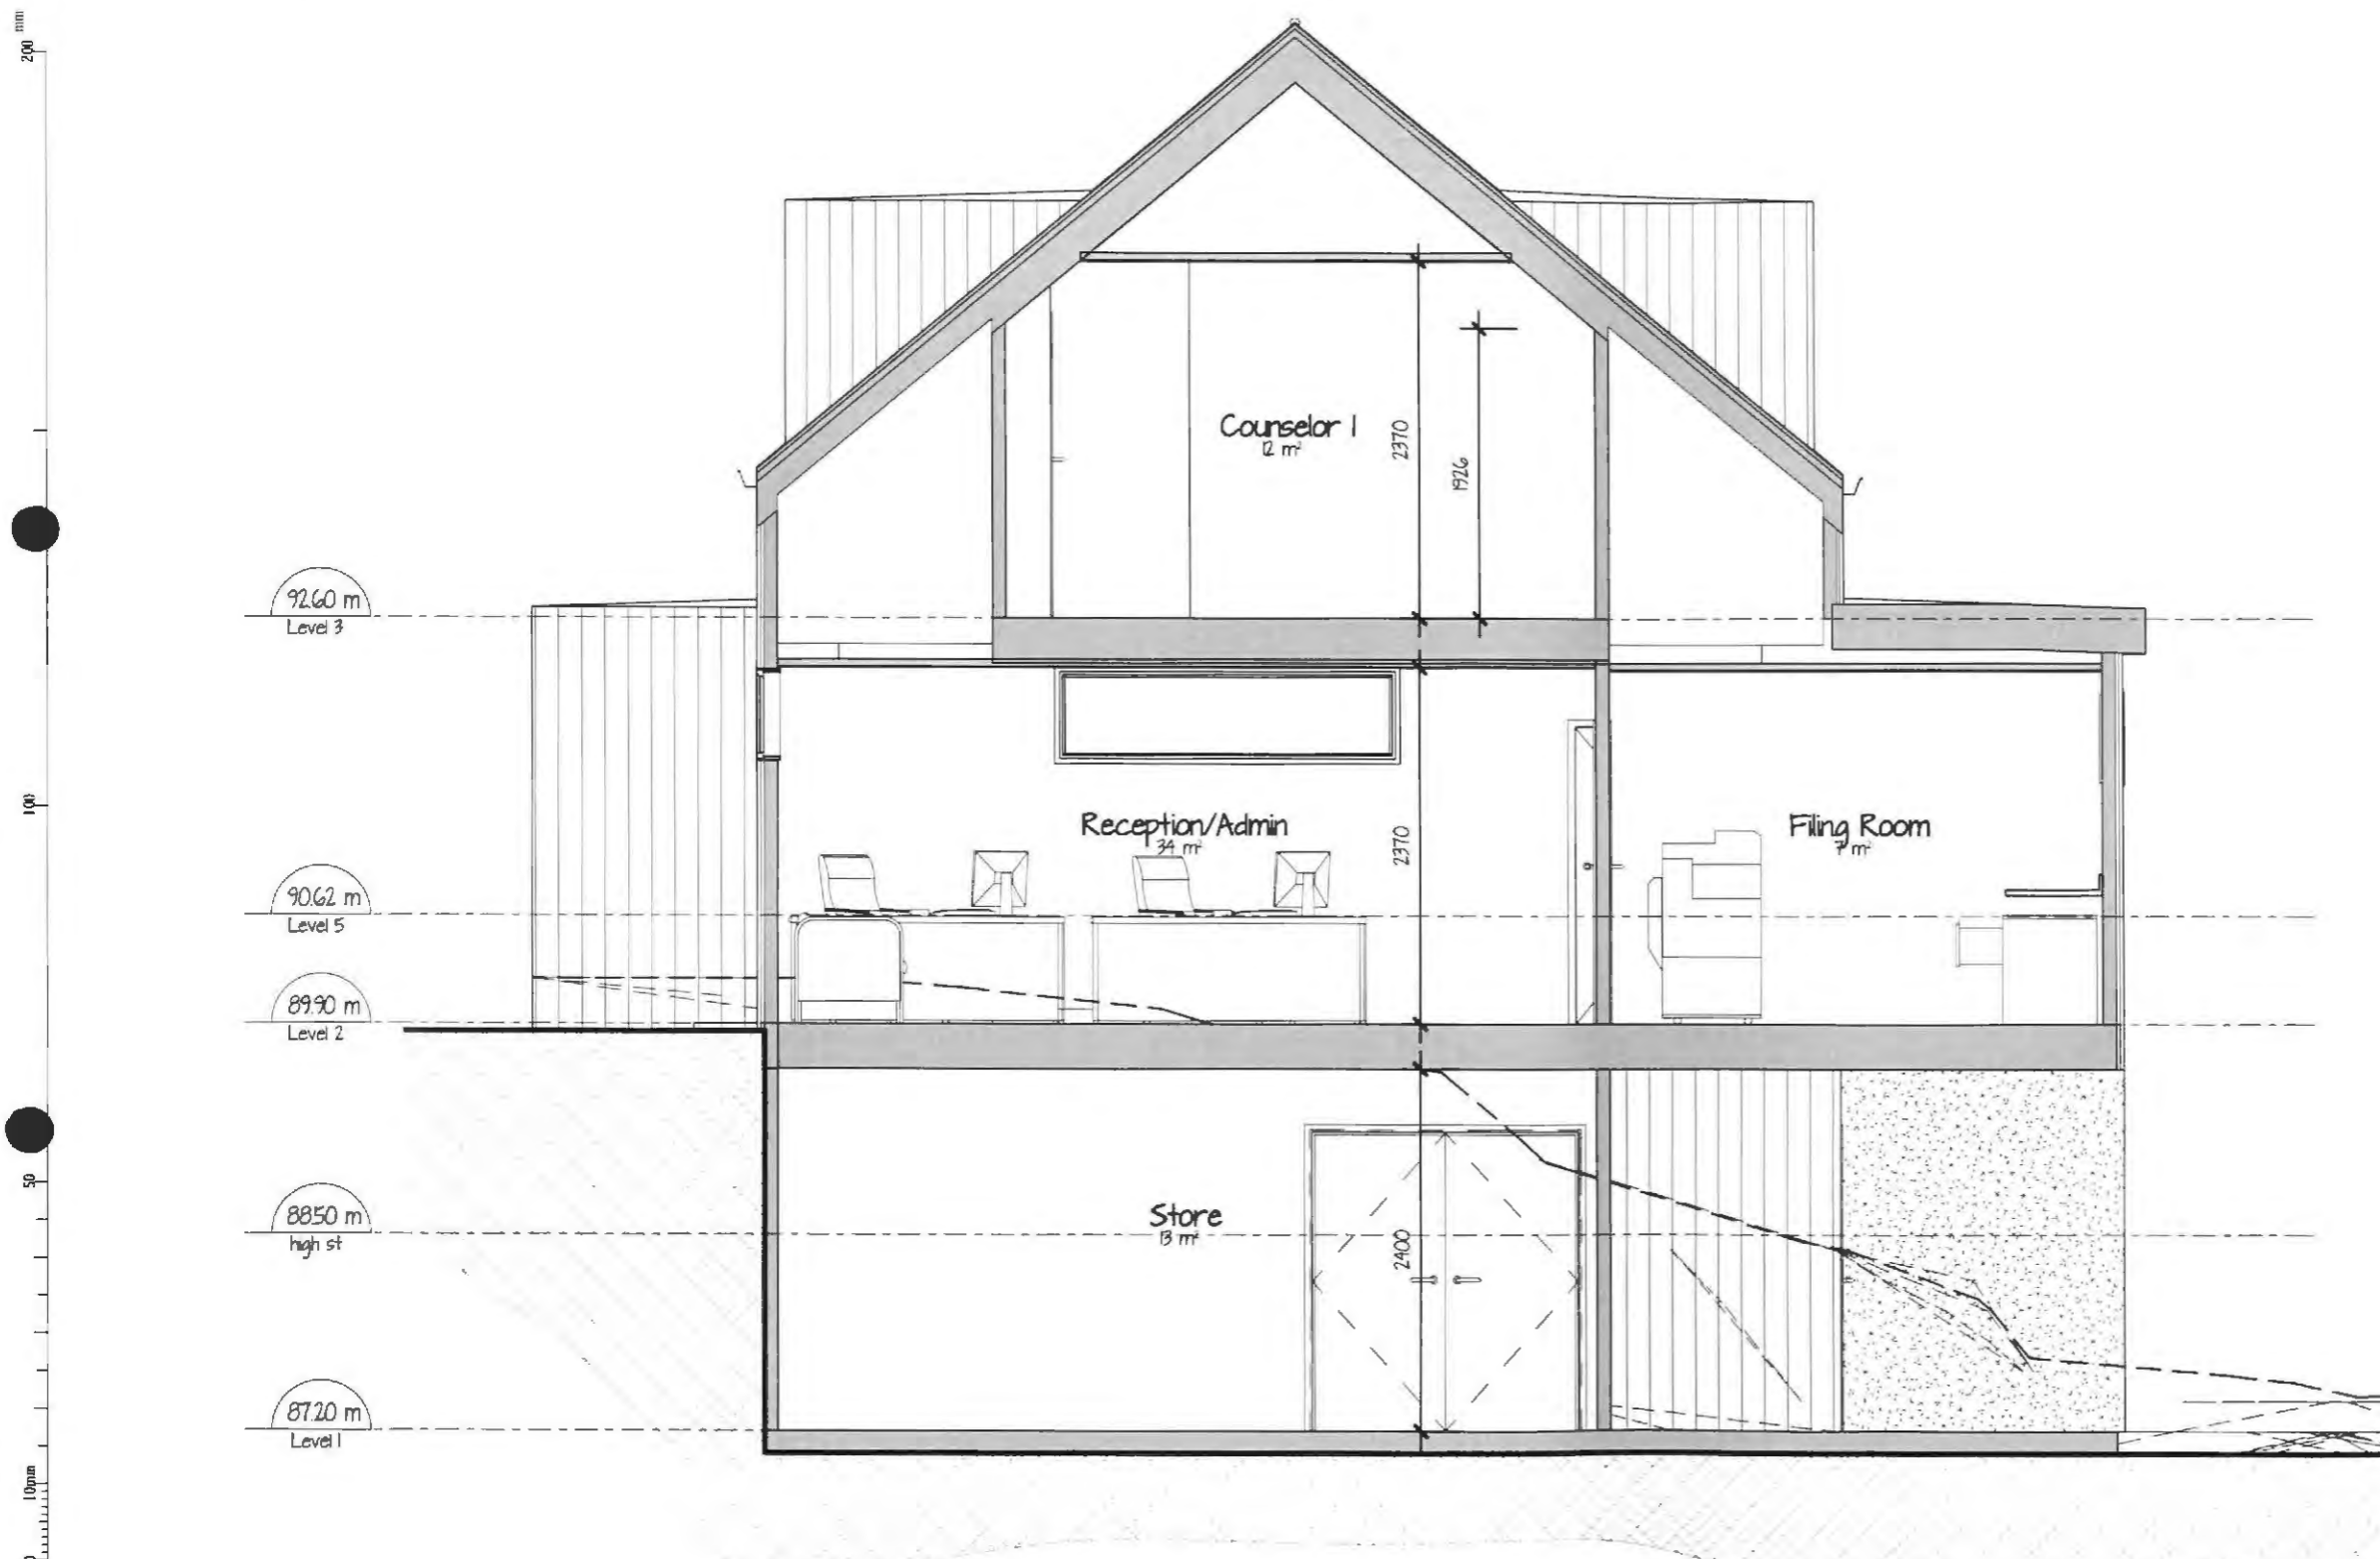 200 mm
Counselor 1
12 m²
2370
1926
92.60 m
Level 3
100
Reception/Admin
34 m²
2370
Filing Room
7 m²
90.62 m
Level 5
89.90 m
Level 2
50
88.50 m
high st
Store
13 m²
2400
87.20 m
Level 1
10mm
0